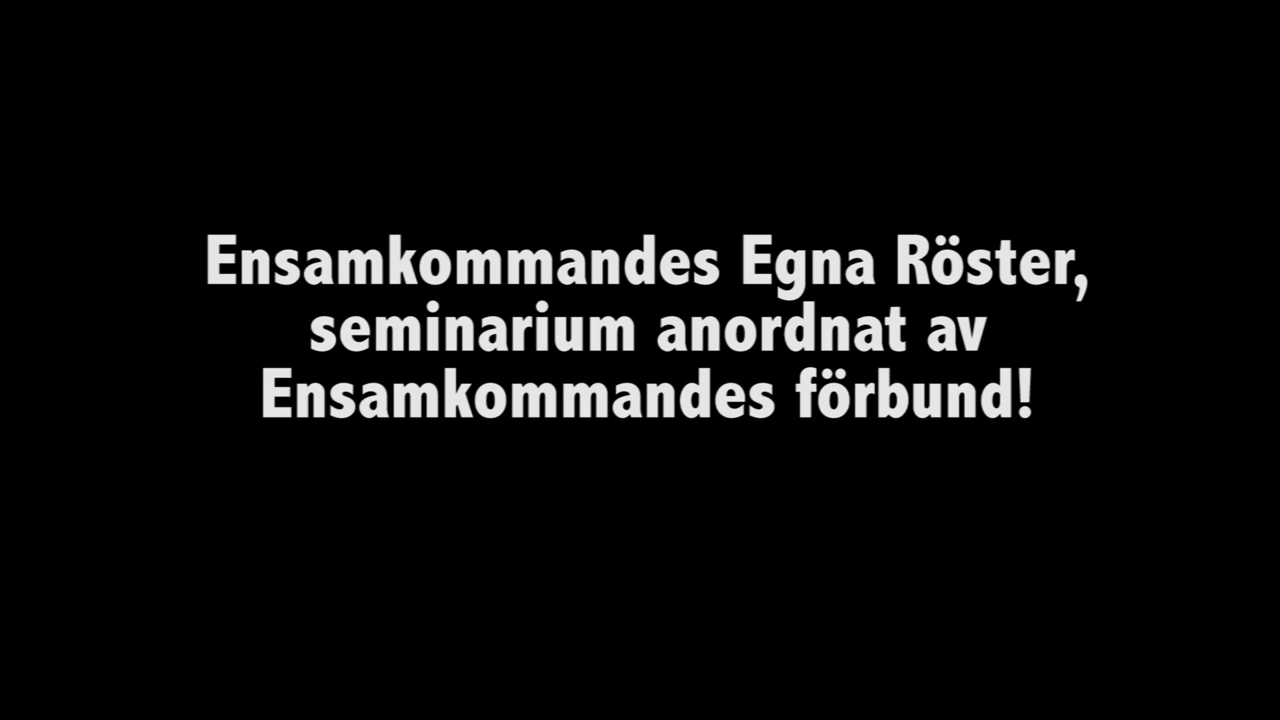 Ensamkommandes Egna Röster,
seminarium anordnat av
Ensamkommandes förbund!